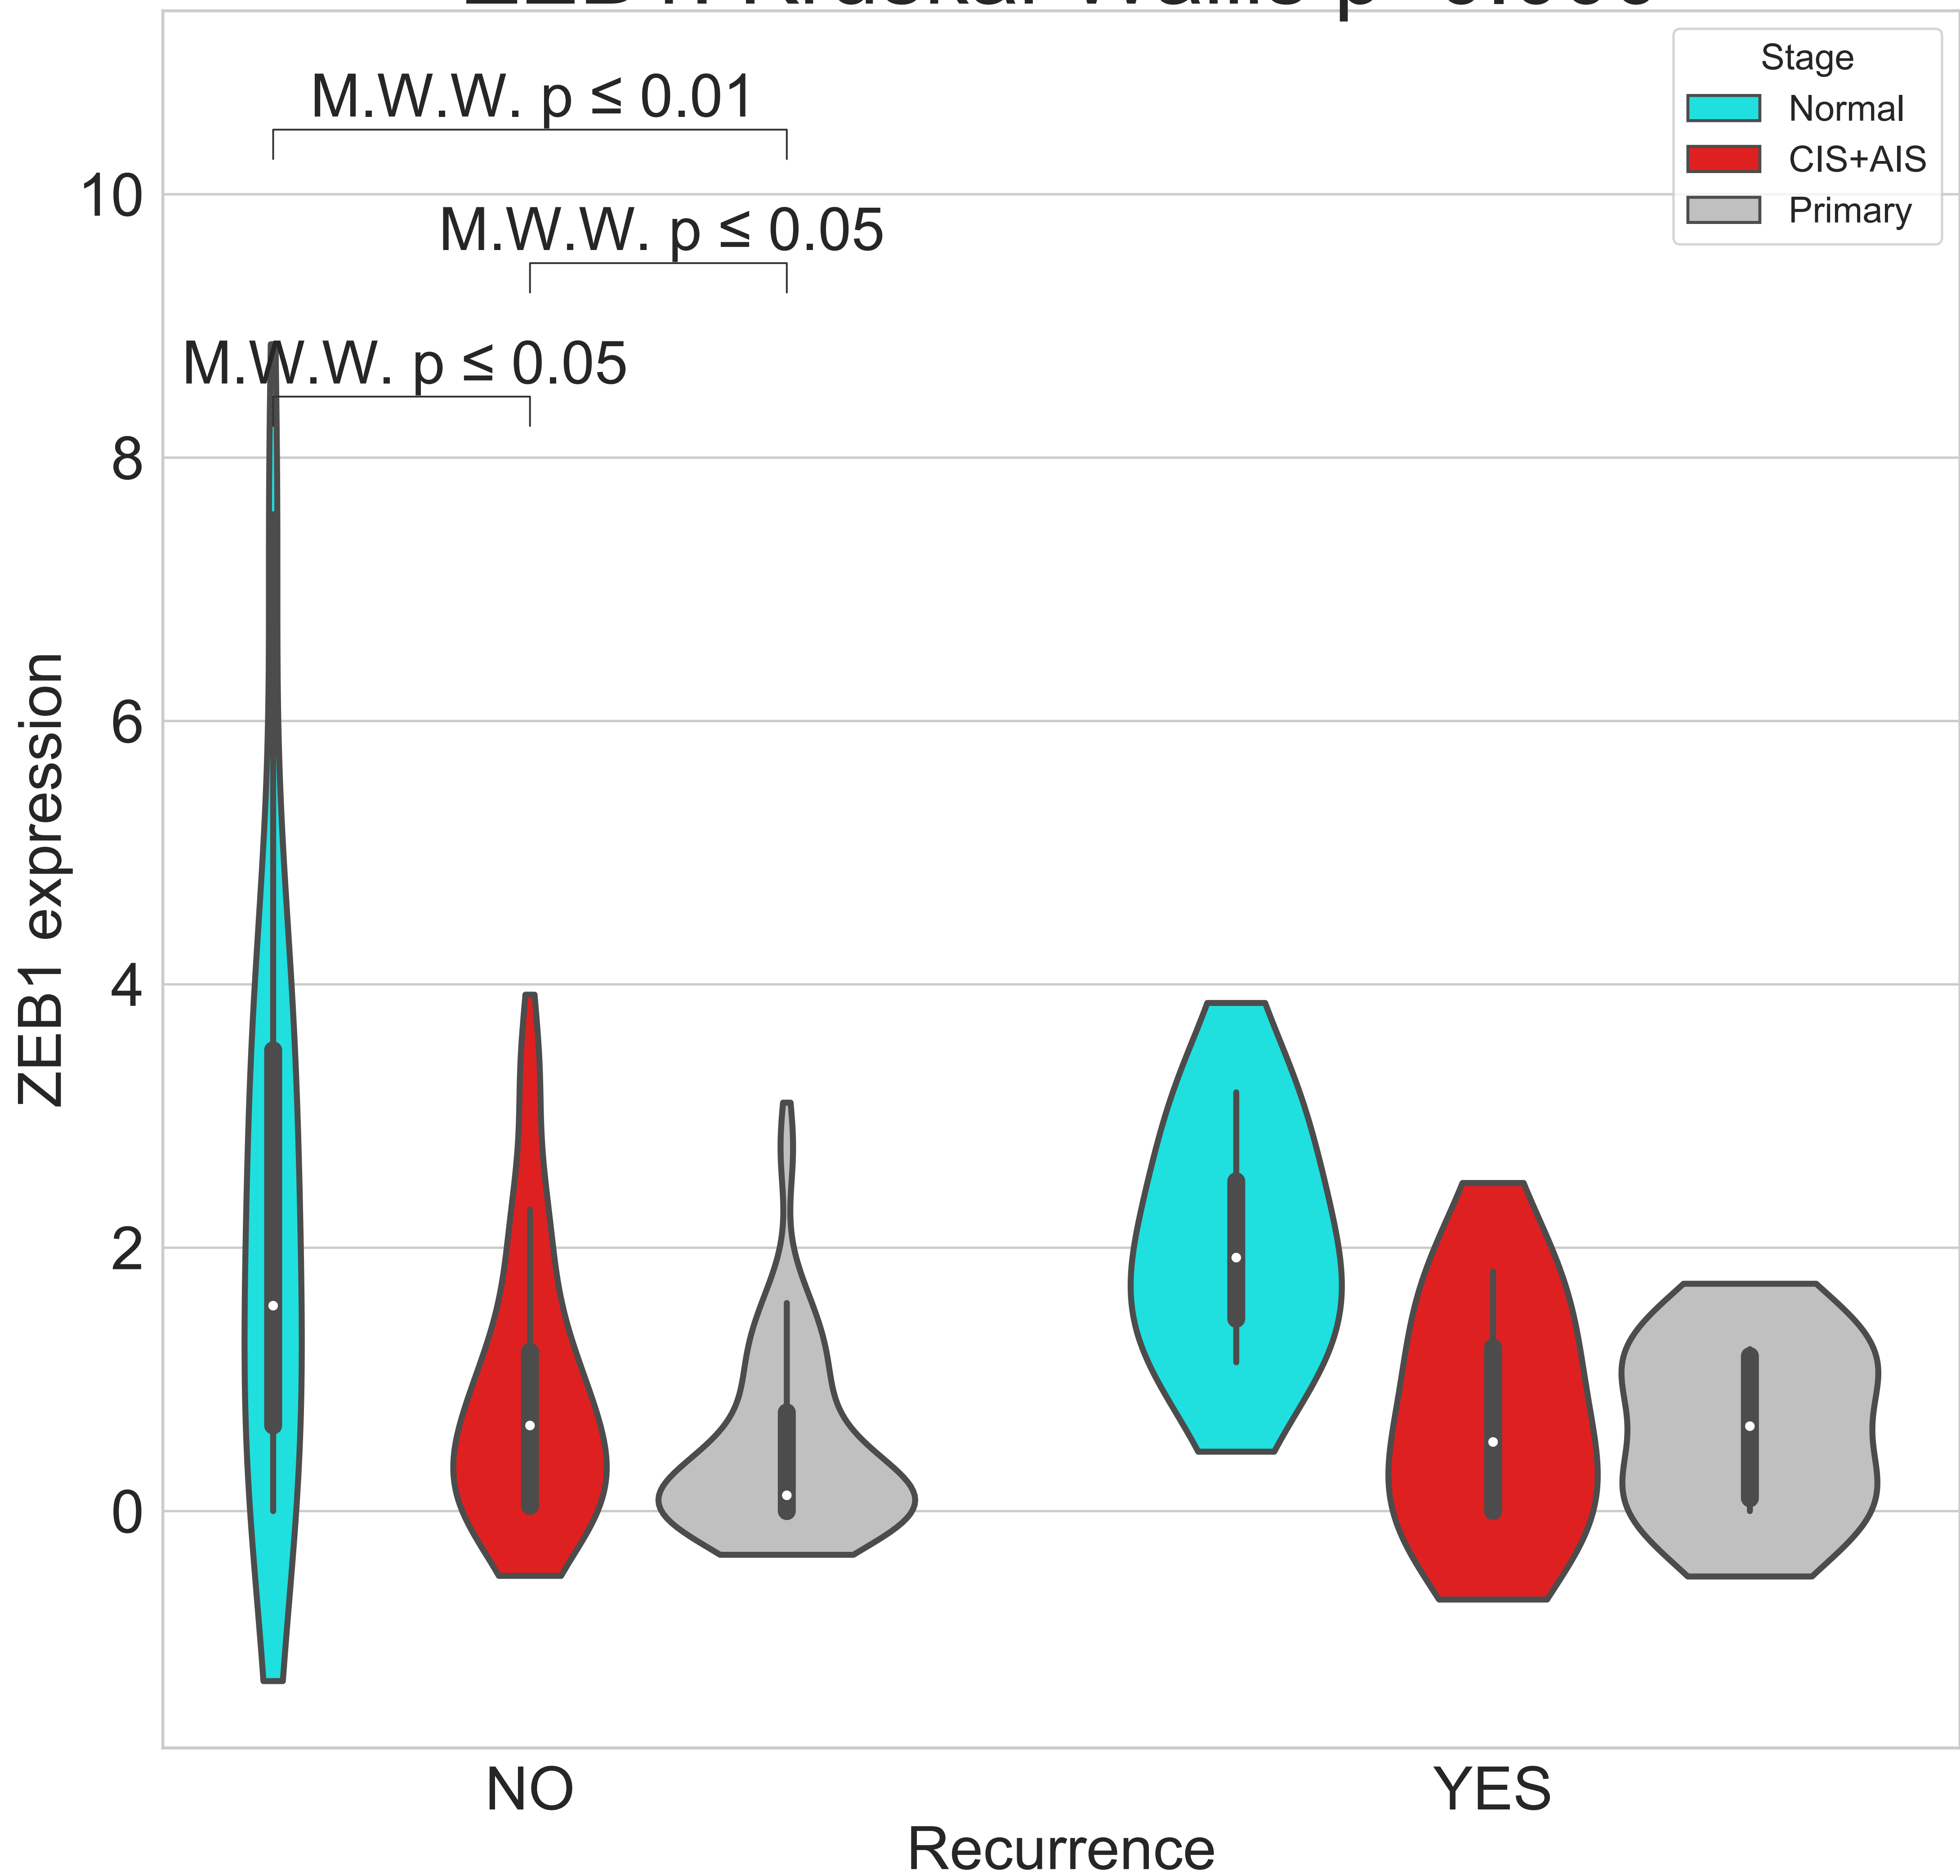 Stage
Normal
CIS+AIS
Primary
M.W.W. p ≤ 0.01
M.W.W. p ≤ 0.05
M.W.W. p ≤ 0.05
10
8
6
4
2
0
ZEB1 expression
NO
YES
Recurrence